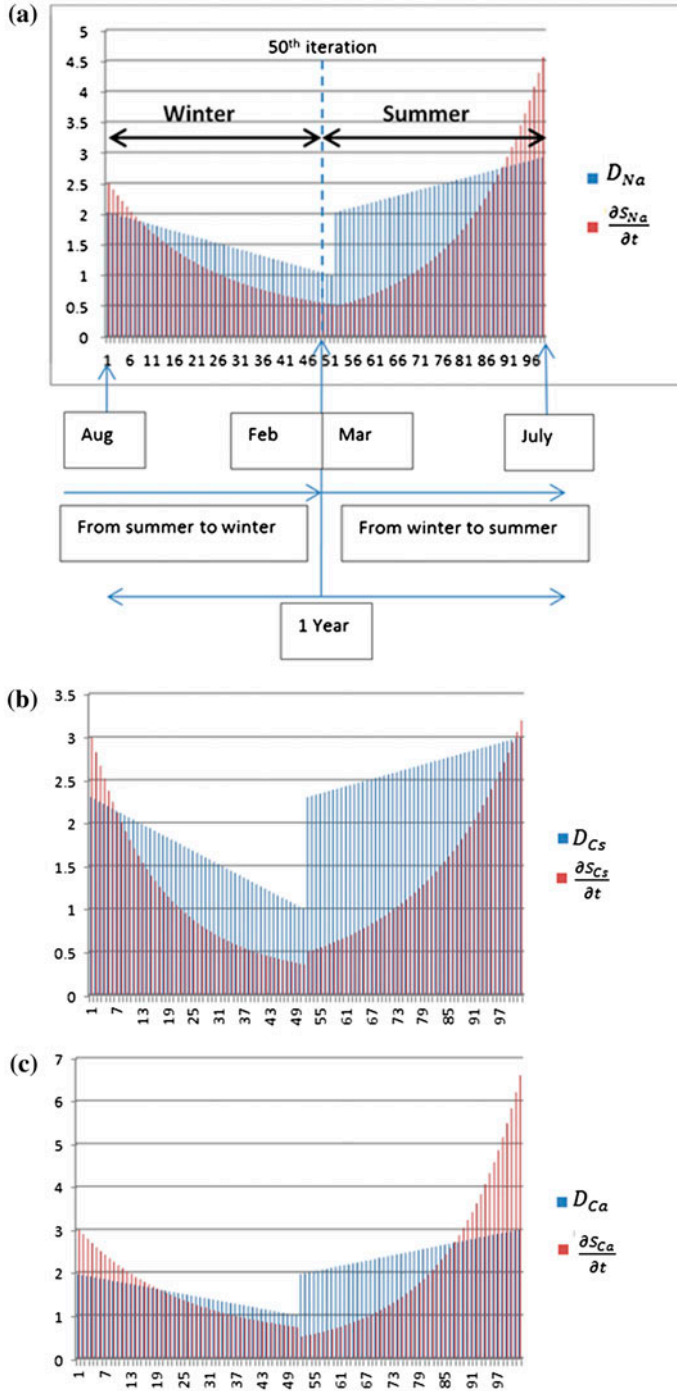 (a)
5
4.5
4
3.5
3
2.5
2
1.5
1
0.5
0
50th iteration
Winter
Summer
D_Na
∂S_Na
∂t
1 6 11 16 21 26 31 36 41 46 51 56 61 66 71 76 81 86 91 96
Aug
Feb
Mar
July
From summer to winter
From winter to summer
1 Year
(b)
3.5
3
2.5
2
1.5
1
0.5
0
D_Cs
∂S_Cs
∂t
1 7 13 19 25 31 37 43 49 55 61 67 73 79 85 91 97
(c)
7
6
5
4
3
2
1
0
D_Ca
∂S_Ca
∂t
1 7 13 19 25 31 37 43 49 55 61 67 73 79 85 91 97